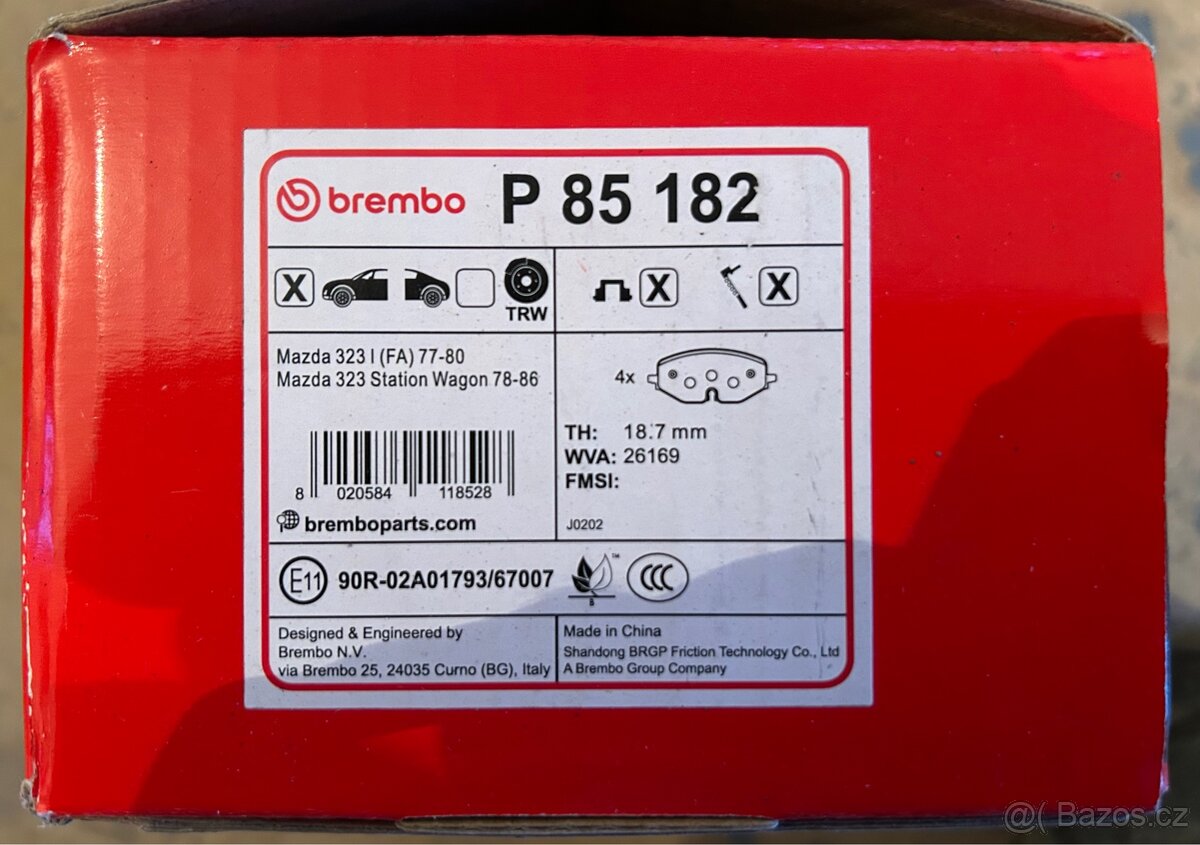 brembo P 85 182
X TRW X X
Mazda 323 I (FA) 77-80
Mazda 323 Station Wagon 78-86
4x
TH: 18.7 mm
WVA: 26169
FMSI:
8 020584 118528
bremboparts.com
J0202
E11 90R-02A01793/67007 ™ B CCC
Designed & Engineered by
Brembo N.V.
via Brembo 25, 24035 Curno (BG), Italy
Made in China
Shandong BRGP Friction Technology Co., Ltd
A Brembo Group Company
@( Bazos.cz